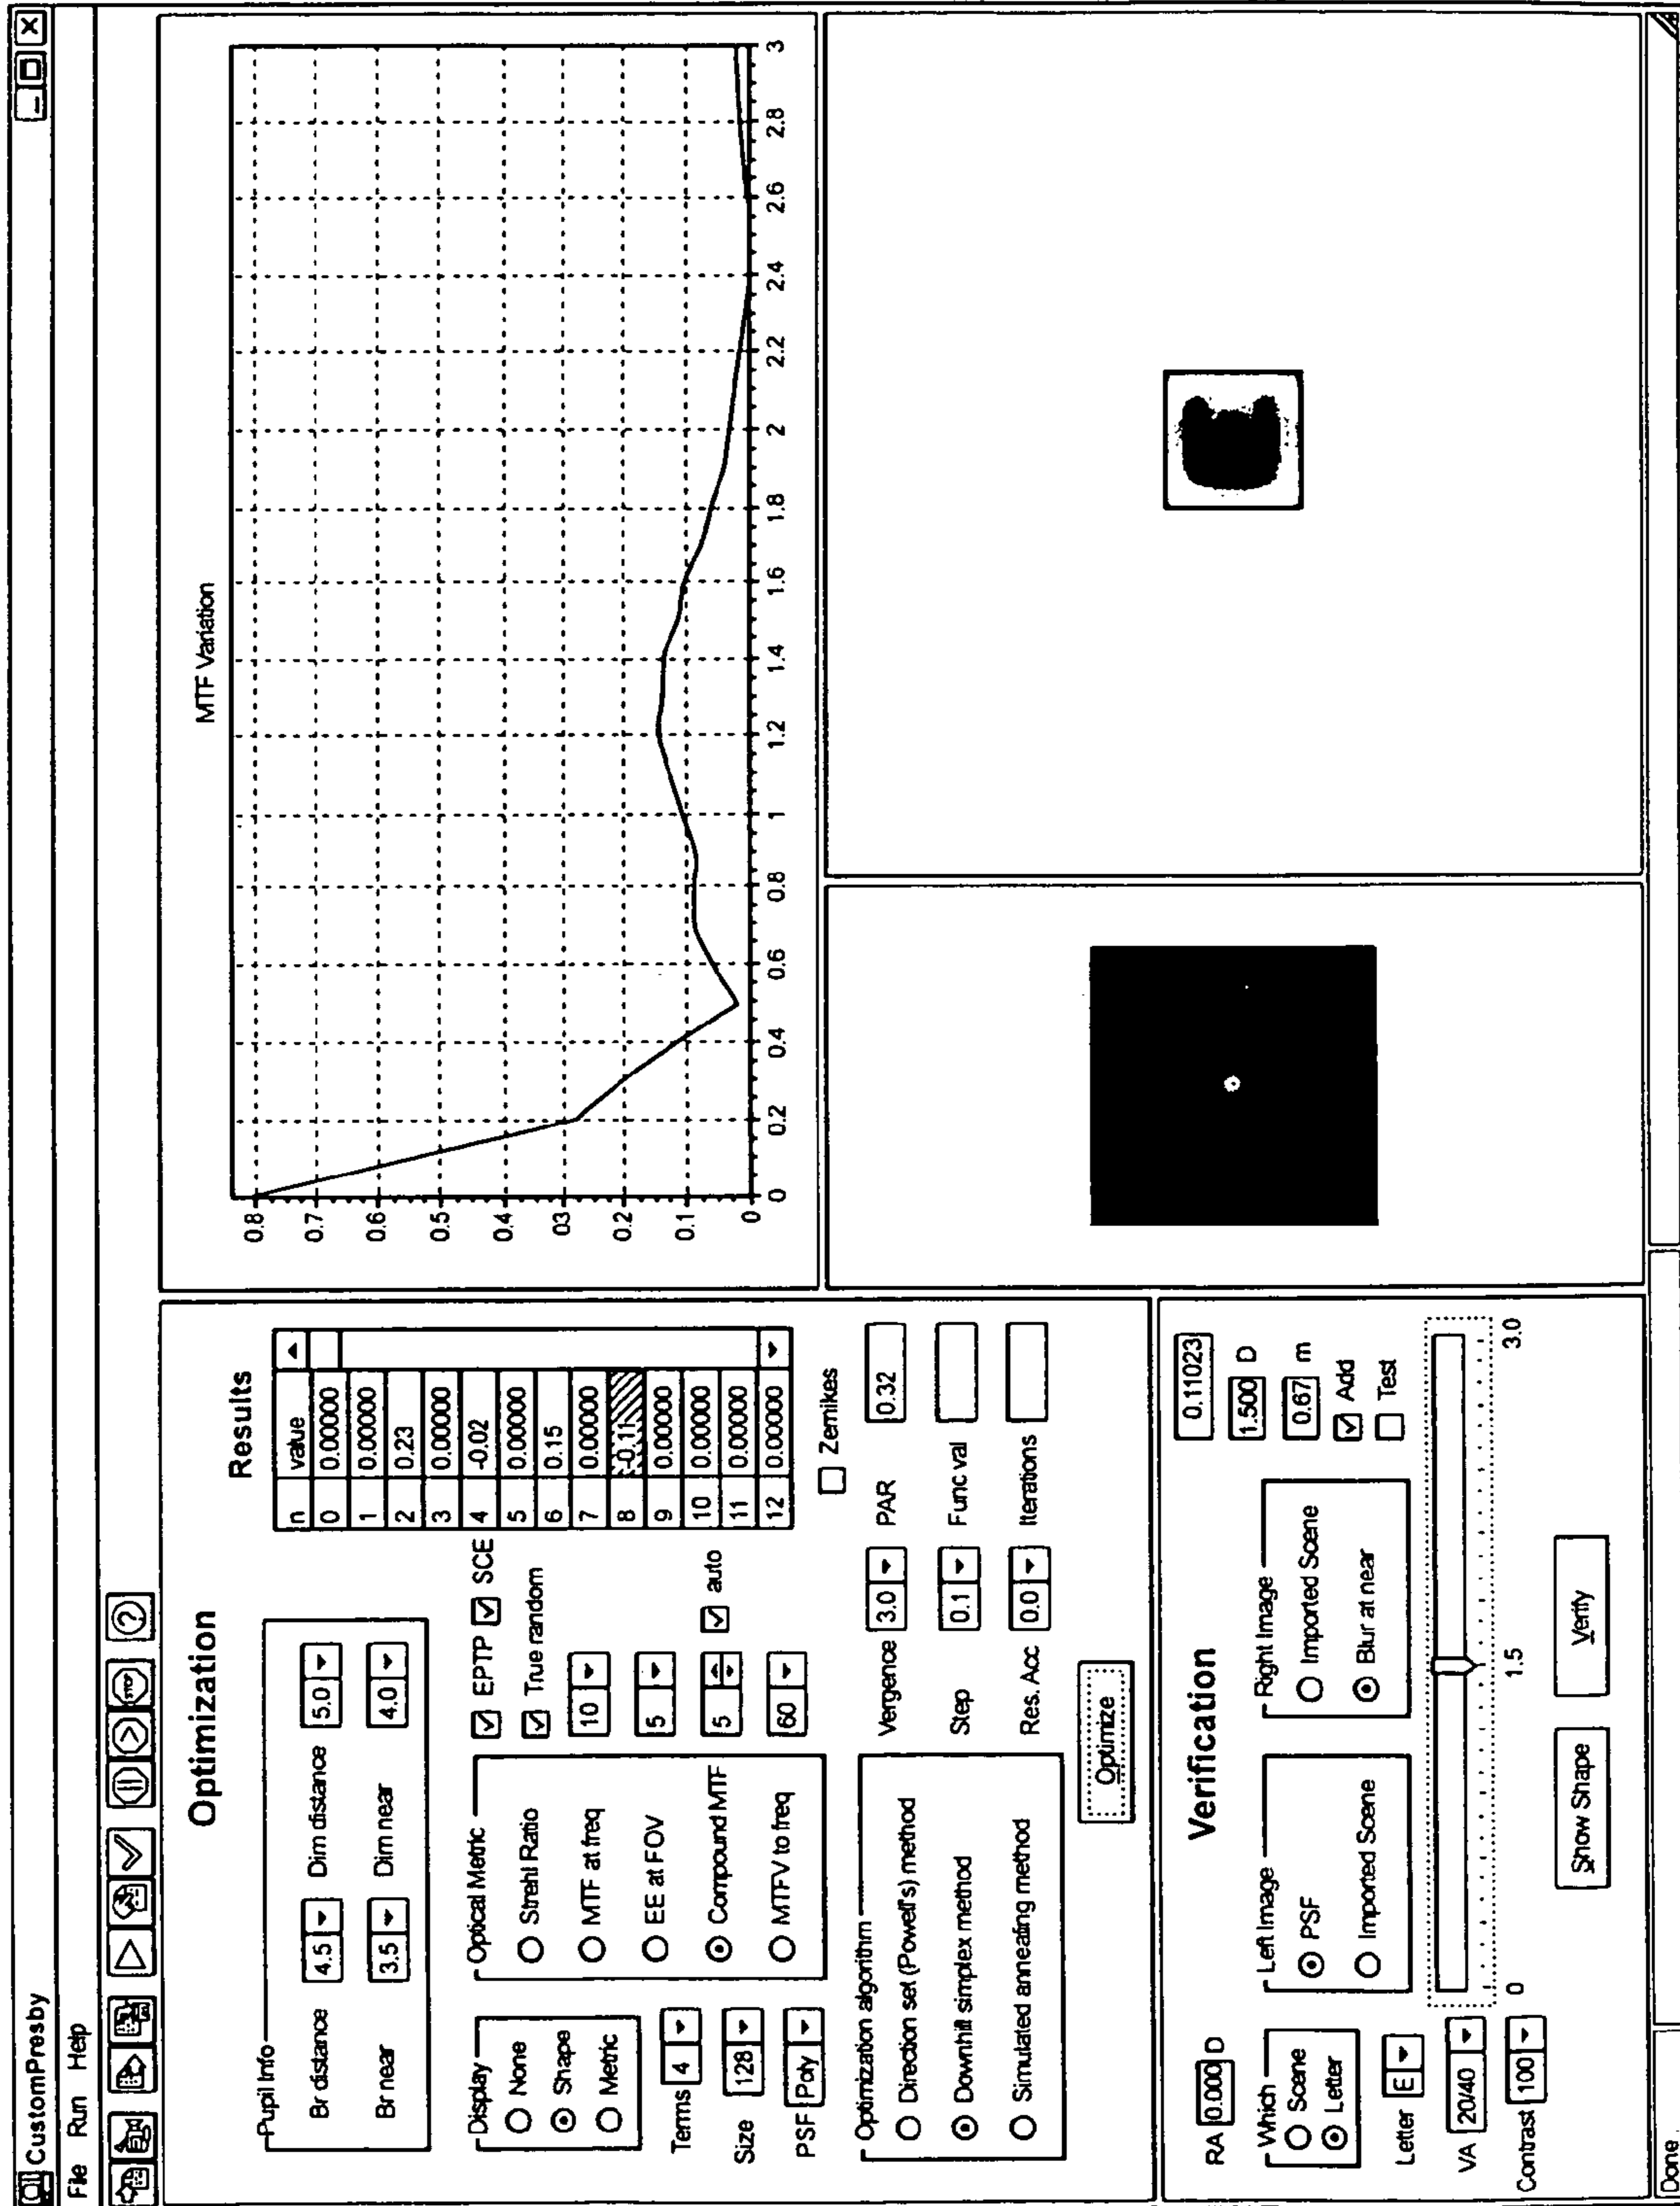 CustomPresby
File Run Help
Optimization
Pupil Info
Br distance 4.5 Dim distance 5.0
Br near 3.5 Dim near 4.0
Display
None
Shape
Metric
Terms 4
Size 128
PSF Poly
Optical Metric
Strehl Ratio
MTF at freq
EE at FOV
Compound MTF
MTFV to freq
EPTP SCE
True random
10
5
5 auto
60
Results
n value
0 0.00000
1 0.00000
2 0.23
3 0.00000
4 -0.02
5 0.00000
6 0.15
7 0.00000
8 -0.11
9 0.00000
10 0.00000
11 0.00000
12 0.00000
Zernikes
Optimization algorithm
Direction set (Powell's) method
Downhill simplex method
Simulated annealing method
Vergence 3.0 PAR 0.32
Step 0.1 Func val
Res. Acc 0.0 Iterations
Optimize
Verification
RA 0.000 D
Which
Scene
Letter
Letter E
VA 20/40
Contrast 100
Left Image
PSF
Imported Scene
Right Image
Imported Scene
Blur at near
0.11023
1.500 D
0.67 m
Add
Test
0 1.5 3.0
Show Shape Verify
MTF Variation
0.8
0.7
0.6
0.5
0.4
03
0.2
0.1
0
0 0.2 0.4 0.6 0.8 1 1.2 1.4 1.6 1.8 2 2.2 2.4 2.6 2.8 3
Done